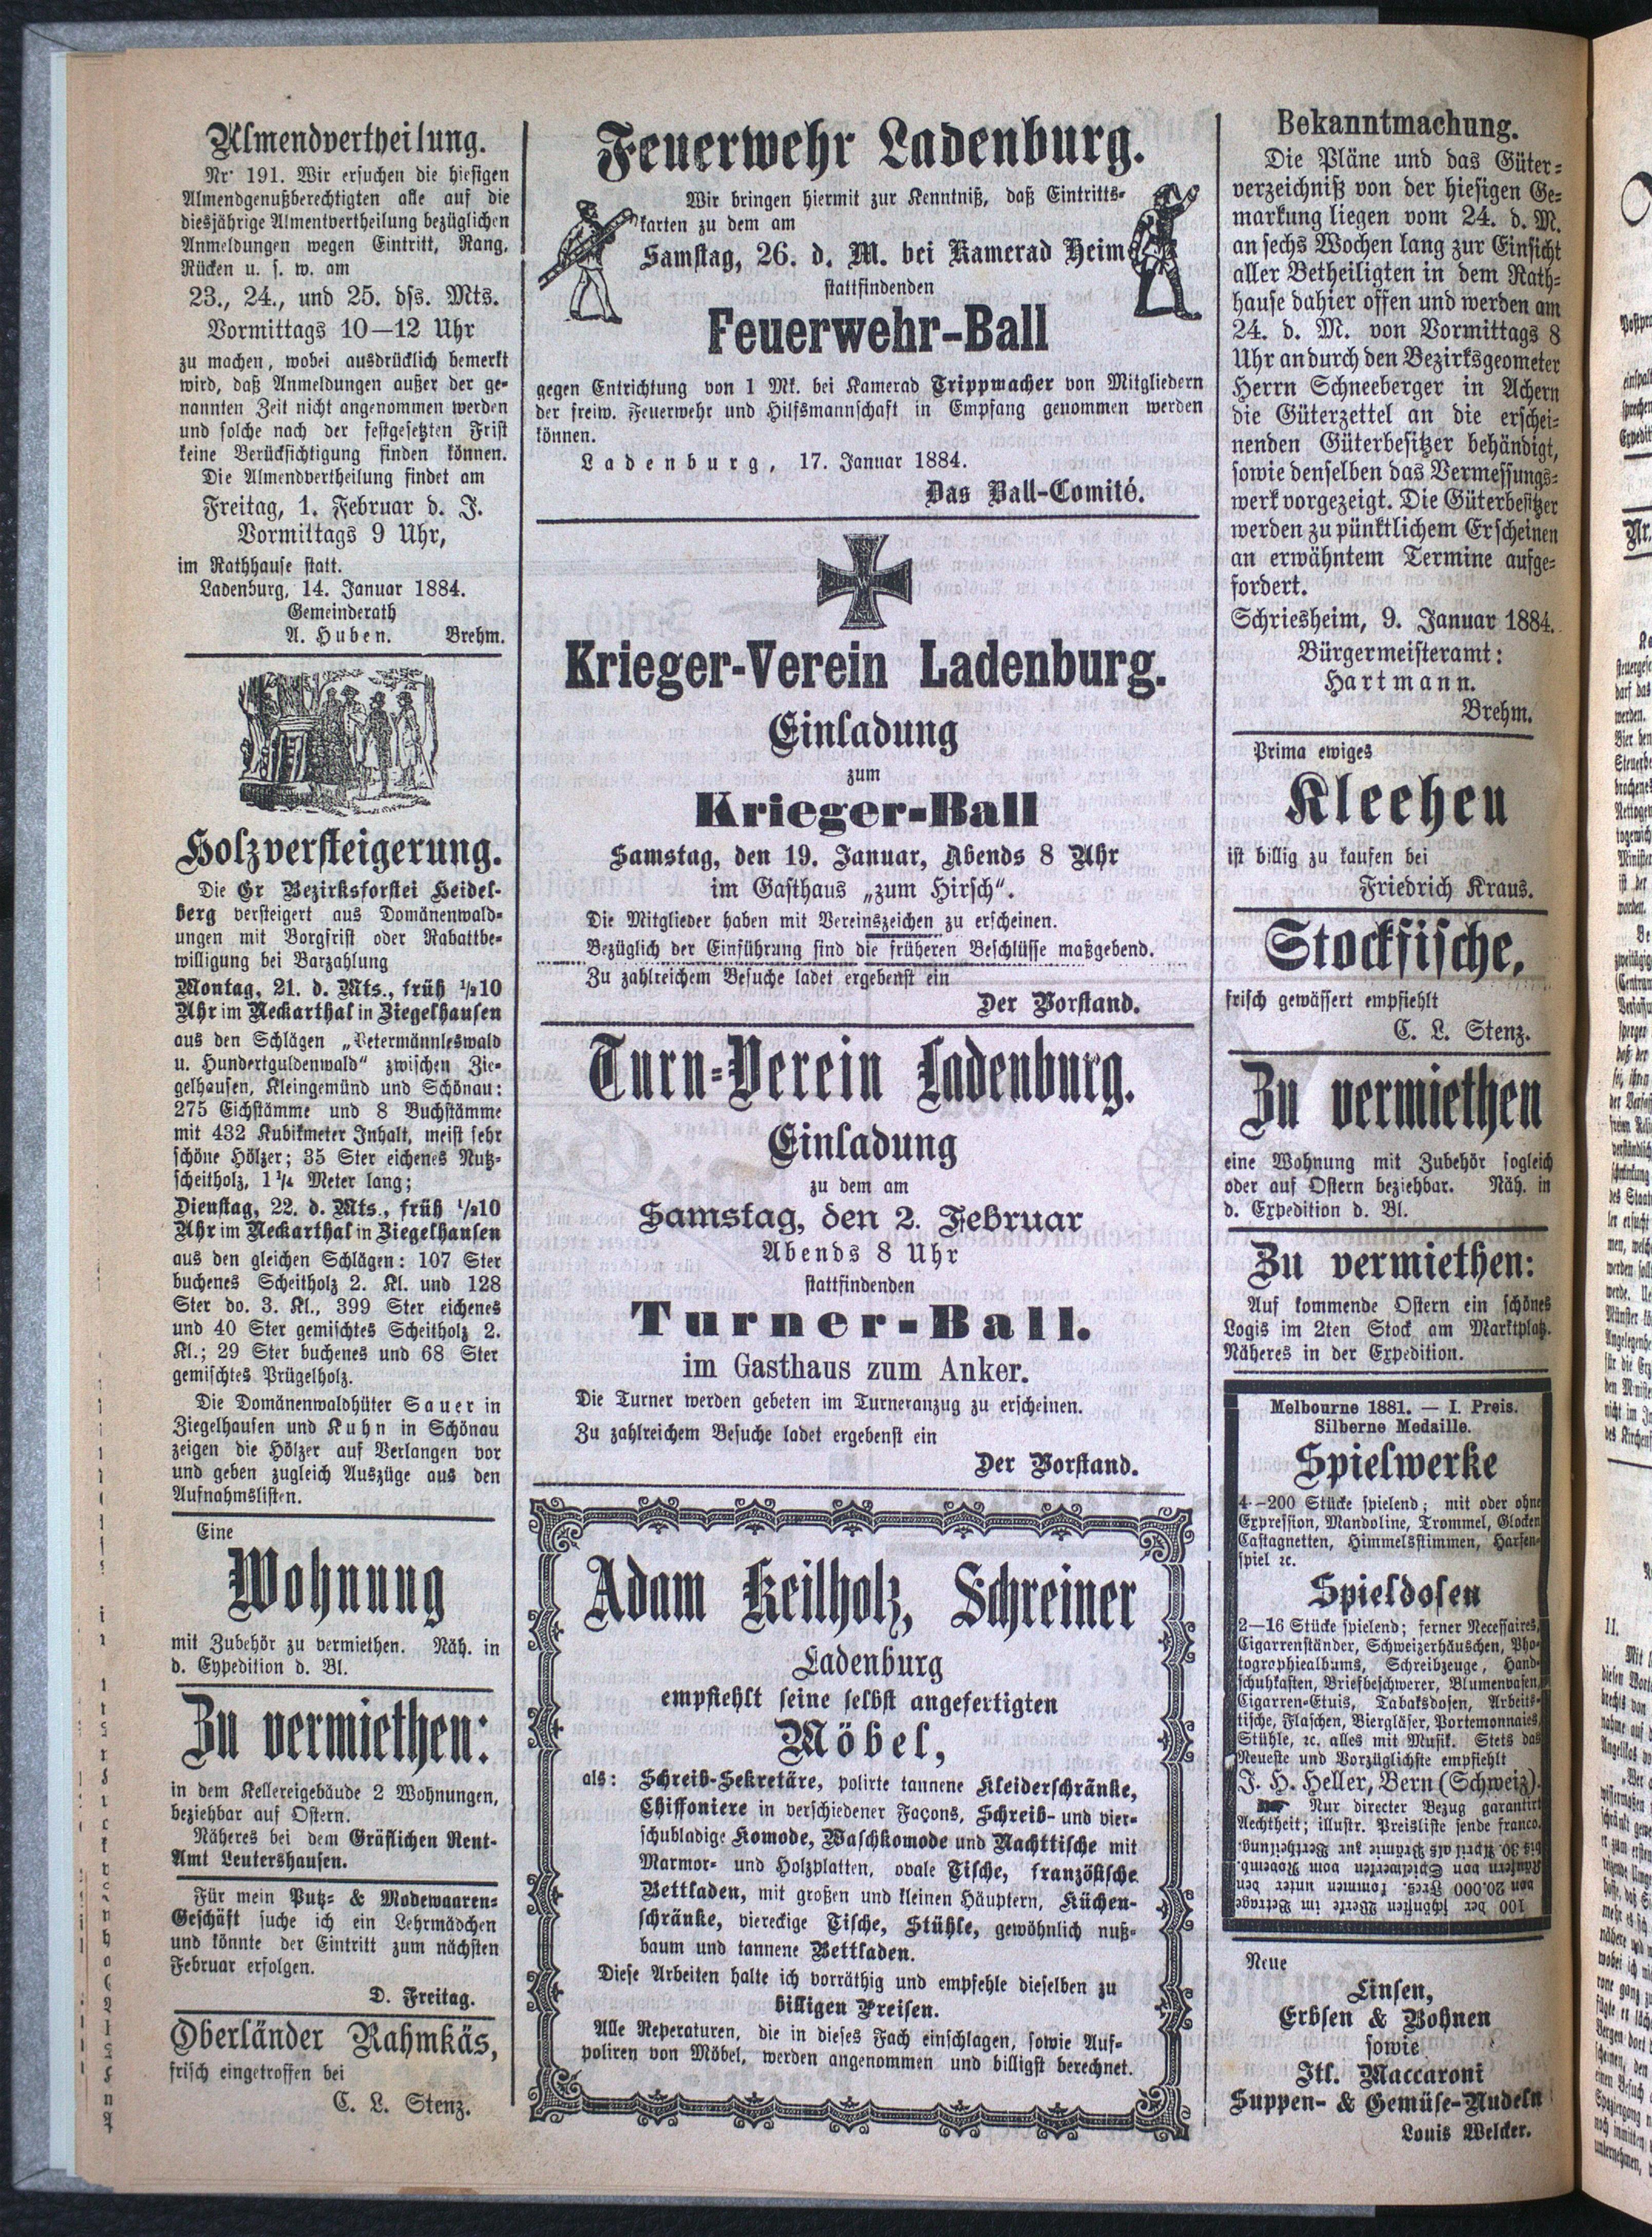 Almendvertheilung.
Nr. 191. Wir ersuchen die hiesigen
Almendgenußberechtigten alle auf die
diesjährige Almentvertheilung bezüglichen
Anmeldungen wegen Eintritt, Rang,
Rücken u. s. w. am
23., 24., und 25. dss. Mts.
Vormittags 10—12 Uhr
zu machen, wobei ausdrücklich bemerkt
wird, daß Anmeldungen außer der ge-
nannten Zeit nicht angenommen werden
und solche nach der festgesetzten Frist
keine Berücksichtigung finden können.
Die Almendvertheilung findet am
Freitag, 1. Februar d. J.
Vormittags 9 Uhr,
im Rathhause statt.
Ladenburg, 14. Januar 1884.
Gemeinderath
A. Huben. Brehm.
Holzversteigerung.
Die Gr Bezirksforstei Heidel-
berg versteigert aus Domänenwald-
ungen mit Borgfrist oder Rabattbe-
willigung bei Barzahlung
Montag, 21. d. Mts., früh ½10
Uhr im Neckarthal in Ziegelhausen
aus den Schlägen „Petermännleswald
u. Hundertguldenwald“ zwischen Zie-
gelhausen, Kleingemünd und Schönau:
275 Eichstämme und 8 Buchstämme
mit 432 Kubikmeter Inhalt, meist sehr
schöne Hölzer; 35 Ster eichenes Nutz-
scheitholz, 1¼ Meter lang;
Dienstag, 22. d. Mts., früh ½10
Uhr im Neckarthal in Ziegelhausen
aus den gleichen Schlägen: 107 Ster
buchenes Scheitholz 2. Kl. und 128
Ster do. 3. Kl., 399 Ster eichenes
und 40 Ster gemischtes Scheitholz 2.
Kl.; 29 Ster buchenes und 68 Ster
gemischtes Prügelholz.
Die Domänenwaldhüter Sauer in
Ziegelhausen und Kuhn in Schönau
zeigen die Hölzer auf Verlangen vor
und geben zugleich Auszüge aus den
Aufnahmslisten.
Eine
Wohnung
mit Zubehör zu vermiethen. Näh. in
d. Eypedition d. Bl.
Zu vermiethen:
in dem Kellereigebäude 2 Wohnungen,
beziehbar auf Ostern.
Näheres bei dem Gräflichen Rent-
Amt Leutershausen.
Für mein Putz- & Modewaaren-
Geschäft suche ich ein Lehrmädchen
und könnte der Eintritt zum nächsten
Februar erfolgen.
D. Freitag.
Oberländer Rahmkäs,
frisch eingetroffen bei
C. L. Stenz.
Feuerwehr Ladenburg.
Wir bringen hiermit zur Kenntniß, daß Eintritts-
karten zu dem am
Samstag, 26. d. M. bei Kamerad Heim
stattfindenden
Feuerwehr-Ball
gegen Entrichtung von 1 Mk. bei Kamerad Trippmacher von Mitgliedern
der freiw. Feuerwehr und Hilfsmannschaft in Empfang genommen werden
können.
Ladenburg, 17. Januar 1884.
Das Ball-Comité.
Krieger-Verein Ladenburg.
Einladung
zum
Krieger-Ball
Samstag, den 19. Januar, Abends 8 Uhr
im Gasthaus „zum Hirsch“.
Die Mitglieder haben mit Vereinszeichen zu erscheinen.
Bezüglich der Einführung sind die früheren Beschlüsse maßgebend.
Zu zahlreichem Besuche ladet ergebenst ein
Der Vorstand.
Turn-Verein Ladenburg.
Einladung
zu dem am
Samstag, den 2. Februar
Abends 8 Uhr
stattfindenden
Turner-Ball.
im Gasthaus zum Anker.
Die Turner werden gebeten im Turneranzug zu erscheinen.
Zu zahlreichem Besuche ladet ergebenst ein
Der Vorstand.
Adam Keilholz, Schreiner
Ladenburg
empfiehlt seine selbst angefertigten
Möbel,
als: Schreib-Sekretäre, polirte tannene Kleiderschränke,
Chiffoniere in verschiedener Façons, Schreib- und vier-
schubladige Komode, Waschkomode und Nachttische mit
Marmor- und Holzplatten, ovale Tische, französische
Bettladen, mit großen und kleinen Häuptern, Küchen-
schränke, viereckige Tische, Stühle, gewöhnlich nuß-
baum und tannene Bettladen.
Diese Arbeiten halte ich vorräthig und empfehle dieselben zu
billigen Preisen.
Alle Reperaturen, die in dieses Fach einschlagen, sowie Auf-
poliren von Möbel, werden angenommen und billigst berechnet.
Bekanntmachung.
Die Pläne und das Güter-
verzeichniß von der hiesigen Ge-
markung liegen vom 24. d. M.
an sechs Wochen lang zur Einsicht
aller Betheiligten in dem Rath-
hause dahier offen und werden am
24. d. M. von Vormittags 8
Uhr an durch den Bezirksgeometer
Herrn Schneeberger in Achern
die Güterzettel an die erschei-
nenden Güterbesitzer behändigt,
sowie denselben das Vermessungs-
werk vorgezeigt. Die Güterbesitzer
werden zu pünktlichem Erscheinen
an erwähntem Termine aufge-
fordert.
Schriesheim, 9. Januar 1884.
Bürgermeisteramt:
Hartmann.
Brehm.
Prima ewiges
Kleeheu
ist billig zu kaufen bei
Friedrich Kraus.
Stockfische,
frisch gewässert empfiehlt
C. L. Stenz.
Zu vermiethen
eine Wohnung mit Zubehör sogleich
oder auf Ostern beziehbar. Näh. in
d. Expedition d. Bl.
Zu vermiethen:
Auf kommende Ostern ein schönes
Logis im 2ten Stock am Marktplatz.
Näheres in der Expedition.
Melbourne 1881. — I. Preis.
Silberne Medaille.
Spielwerke
4—200 Stücke spielend; mit oder ohne
Expression, Mandoline, Trommel, Glocken
Castagnetten, Himmelsstimmen, Harfen-
spiel ꝛc.
Spieldosen
2—16 Stücke spielend; ferner Necessaires,
Cigarrenständer, Schweizerhäuschen, Pho-
togrophiealbums, Schreibzeuge, Hand-
schuhkasten, Briefbeschwerer, Blumenvasen,
Cigarren-Etuis, Tabaksdosen, Arbeits-
tische, Flaschen, Biergläser, Portemonnaies,
Stühle, ꝛc. alles mit Musik. Stets das
Neueste und Vorzüglichste empfiehlt
J. H. Heller, Bern (Schweiz).
Nur directer Bezug garantirt
Aechtheit; illustr. Preisliste sende franco.
100 der schönsten Werke im Betrage
von 20.000 Frcs. kommen unter den
Käufern von Spielwerken vom Novemb.
bis 30 April als Prämie zur Vertheilung.
Neue
Linsen,
Erbsen & Bohnen
sowie
Itl. Maccaroni
Suppen- & Gemüse-Nudeln
Louis Welcker.